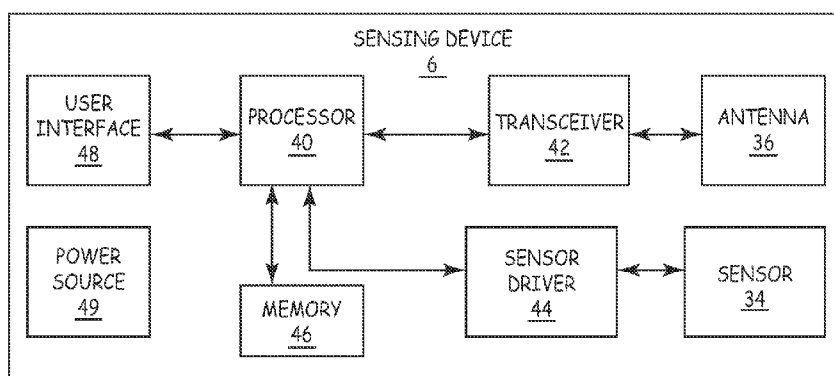 SENSING DEVICE
6
USER
INTERFACE
48
PROCESSOR
40
TRANSCEIVER
42
ANTENNA
36
POWER
SOURCE
49
MEMORY
46
SENSOR
DRIVER
44
SENSOR
34